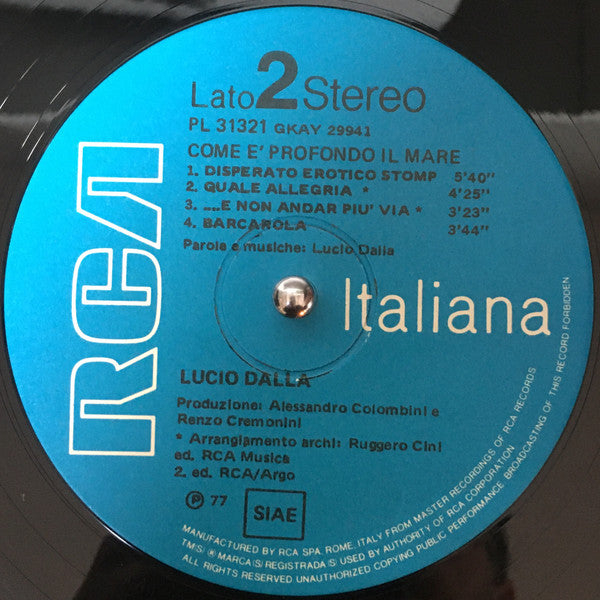 Lato 2 Stereo
PL 31321 GKAY 29941
COME E' PROFONDO IL MARE
1. DISPERATO EROTICO STOMP 5'40"
2. QUALE ALLEGRIA * 4'25"
3. ....E NON ANDAR PIU' VIA * 3'23"
4. BARCAROLA 3'44"
Parole e musiche: Lucio Dalla
RCA
Italiana
LUCIO DALLA
Produzione: Alessandro Colombini e
Renzo Cremonini
* Arrangiamento archi: Ruggero Cini
ed. RCA Musica
2. ed. RCA/Argo
℗ 77
SIAE
MANUFACTURED BY RCA SPA, ROME, ITALY, FROM MASTER RECORDINGS OF RCA RECORDS
TM(S) ® MARCA(S) REGISTRADA(S) USED BY AUTHORITY OF RCA CORPORATION
ALL RIGHTS RESERVED UNAUTHORIZED COPYING PUBLIC PERFORMANCE BROADCASTING OF THIS RECORD FORBIDDEN